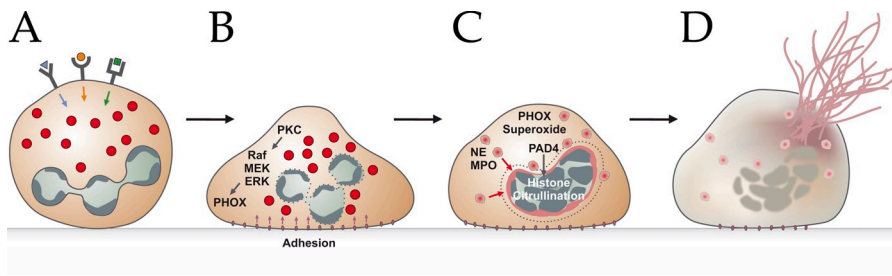 A
B
C
D
PKC
Raf
MEK
ERK
PHOX
Adhesion
PHOX
Superoxide
NE
MPO
PAD4
Histone
Citrullination